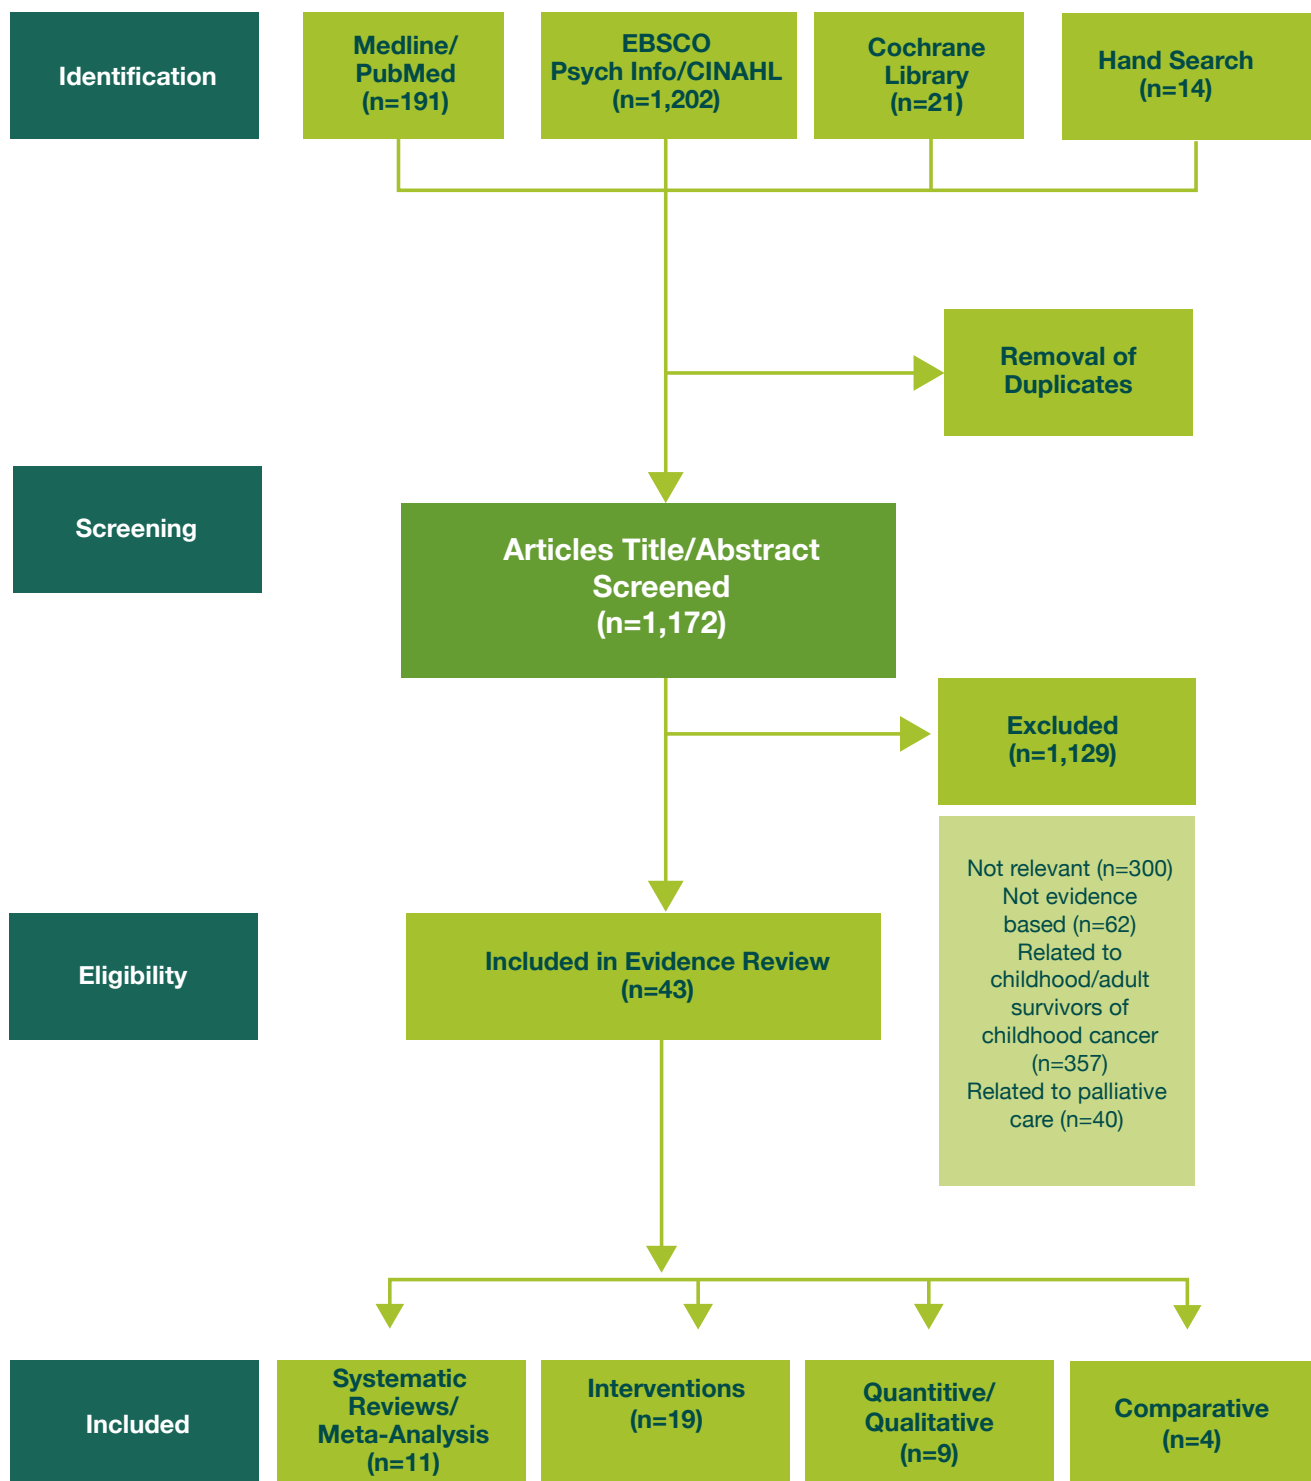 Identification
Medline/
PubMed
(n=191)
EBSCO
Psych Info/CINAHL
(n=1,202)
Cochrane
Library
(n=21)
Hand Search
(n=14)
Removal of
Duplicates
Screening
Articles Title/Abstract
Screened
(n=1,172)
Excluded
(n=1,129)
Not relevant (n=300)
Not evidence
based (n=62)
Related to
childhood/adult
survivors of
childhood cancer
(n=357)
Related to palliative
care (n=40)
Eligibility
Included in Evidence Review
(n=43)
Included
Systematic
Reviews/
Meta-Analysis
(n=11)
Interventions
(n=19)
Quantitive/
Qualitative
(n=9)
Comparative
(n=4)